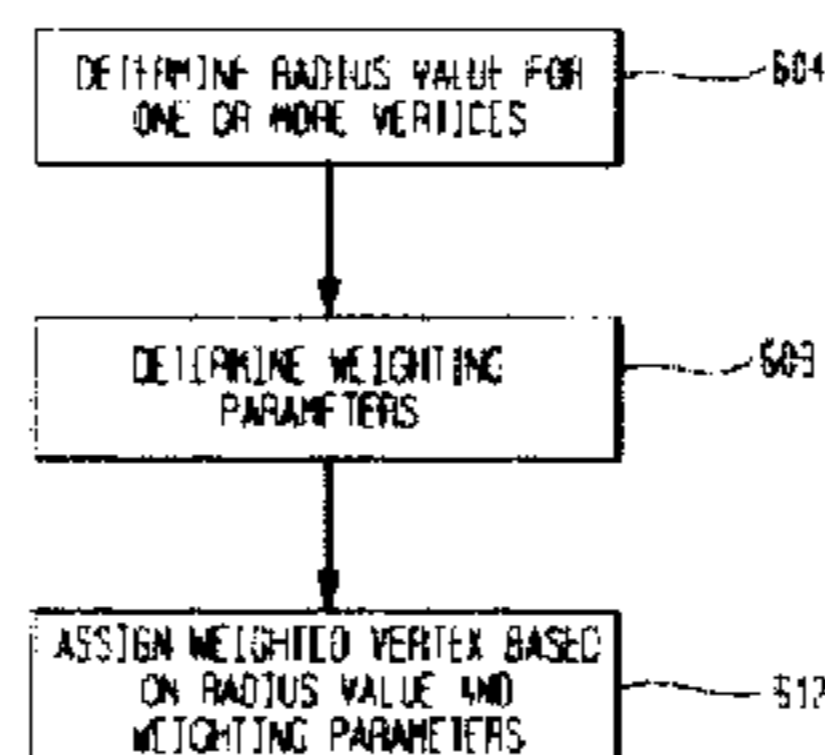 DETERMINE RADIUS VALUE FOR
ONE OR MORE VERTICES
604
DETERMINE WEIGHTING
PARAMETERS
ASSIGN WEIGHTED VERTEX BASED
ON RADIUS VALUE AND
WEIGHTING PARAMETERS